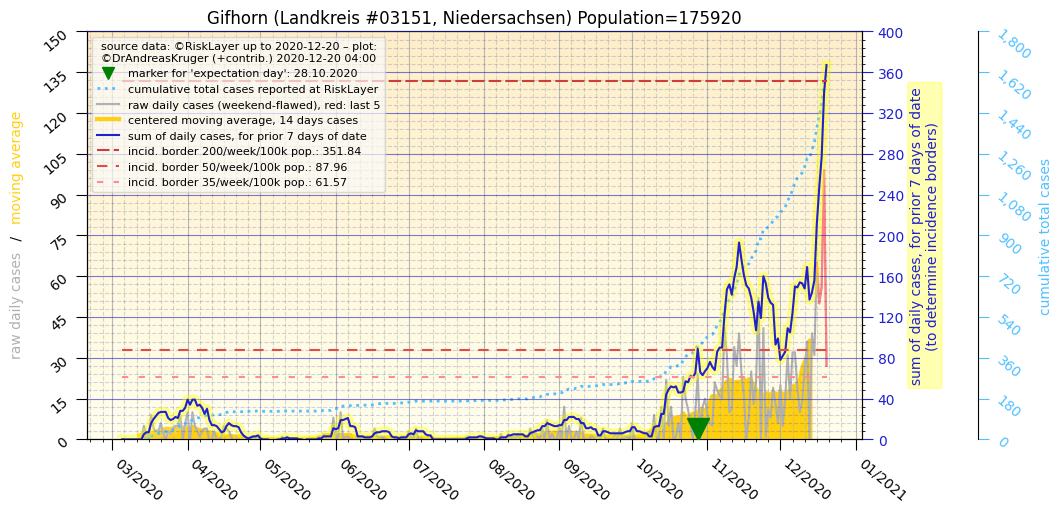 Gifhorn (Landkreis #03151, Niedersachsen) Population=175920
source data: ©RiskLayer up to 2020-12-20 – plot:
©DrAndreasKruger (+contrib.) 2020-12-20 04:00
marker for 'expectation day': 28.10.2020
cumulative total cases reported at RiskLayer
raw daily cases (weekend-flawed), red: last 5
centered moving average, 14 days cases
sum of daily cases, for prior 7 days of date
incid. border 200/week/100k pop.: 351.84
incid. border 50/week/100k pop.: 87.96
incid. border 35/week/100k pop.: 61.57
raw daily cases / moving average
150
135
120
105
90
75
60
45
30
15
0
400
360
320
280
240
200
160
120
80
40
0
sum of daily cases, for prior 7 days of date
(to determine incidence borders)
1,800
1,620
1,440
1,260
1,080
900
720
540
360
180
0
cumulative total cases
03/2020
04/2020
05/2020
06/2020
07/2020
08/2020
09/2020
10/2020
11/2020
12/2020
01/2021